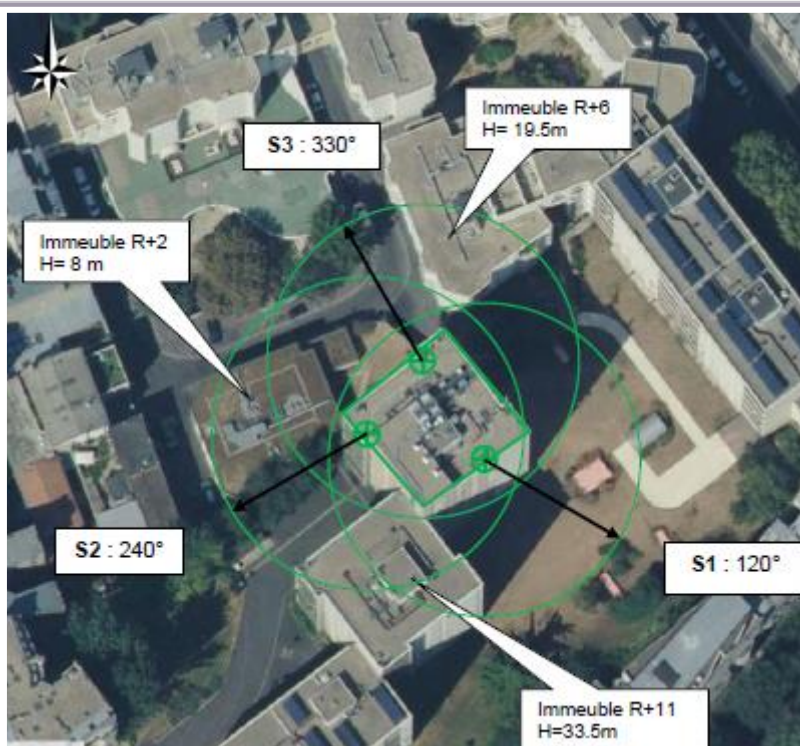 Immeuble R+6
H= 19.5m
S3 : 330°
Immeuble R+2
H= 8 m
S2 : 240°
S1 : 120°
Immeuble R+11
H=33.5m